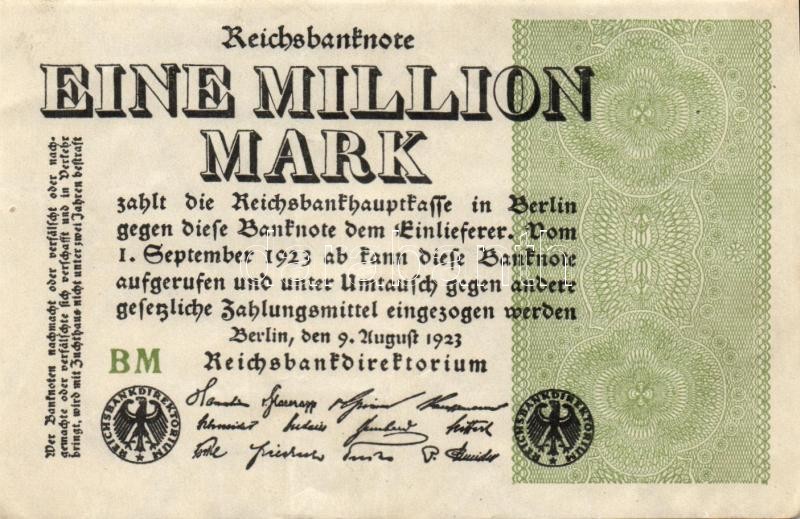 Reichsbanknote
EINE MILLION
MARK
zahlt die Reichsbankhauptkasse in Berlin
gegen diese Banknote dem Einlieferer. Vom
1. September 1923 ab kann diese Banknote
aufgerufen und unter Umtausch gegen andere
gesetzliche Zahlungsmittel eingezogen werden
Berlin, den 9. August 1923
BM Reichsbankdirektorium
Wer Banknoten nachmacht oder verfälscht oder nach-
gemachte oder verfälschte sich verschafft und in Verkehr
bringt, wird mit Zuchthaus nicht unter zwei Jahren bestraft
REICHSBANKDIREKTORIUM
REICHSBANKDIREKTORIUM